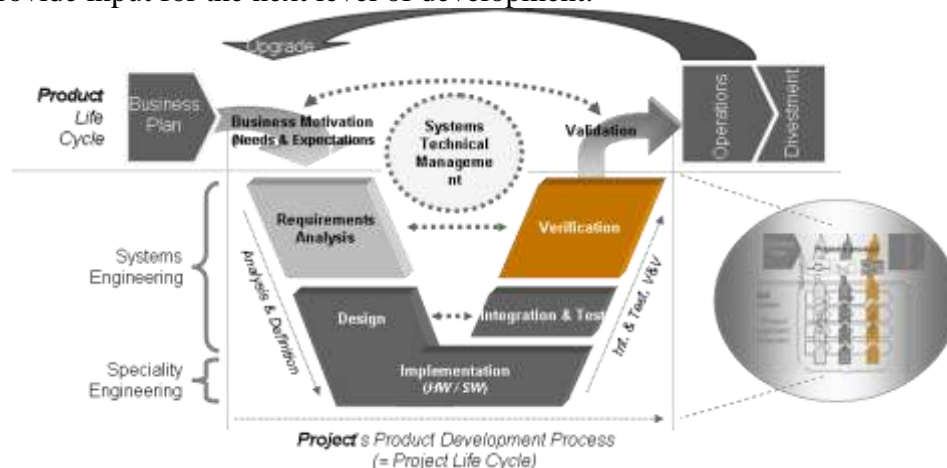 rovide input for the next level of development.
Upgrade
Product
Life
Cycle
Business
Plan
Business Motivation
(Needs & Expectations
Systems
Technical
Manageme
nt
Validation
Operations
Divestment
Systems
Engineering
Requirements
Analysis
Verification
Analysis & Definition
Design
Integration & Test
Int. & Test, V&V
Speciality
Engineering
Implementation
(HW / SW)
Project's Product Development Process
(= Project Life Cycle)